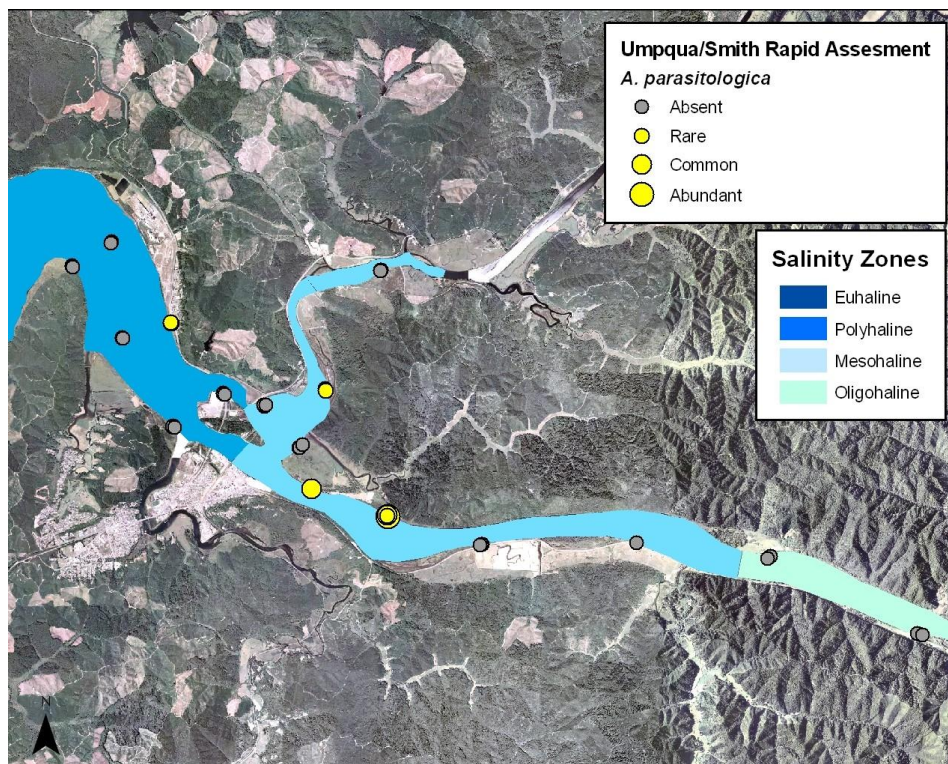 Umpqua/Smith Rapid Assesment
A. parasitologica
Absent
Rare
Common
Abundant
Salinity Zones
Euhaline
Polyhaline
Mesohaline
Oligohaline
N